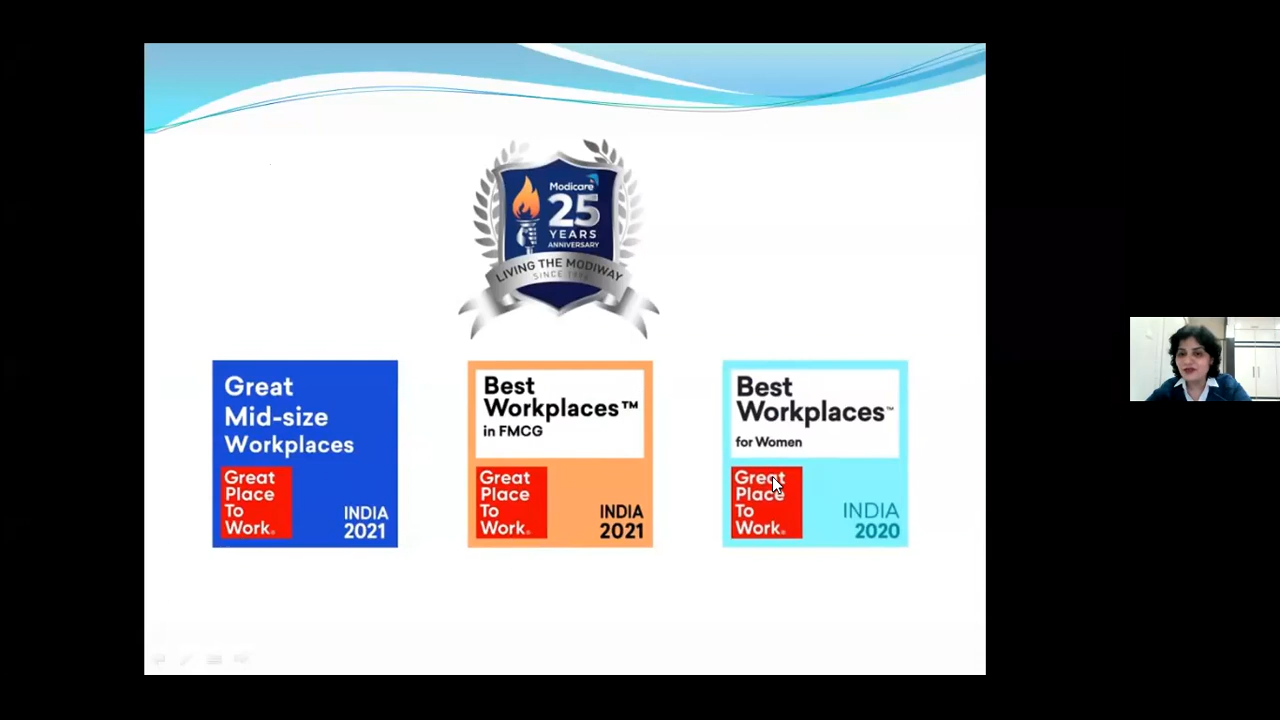 Modicare
25
YEARS
ANNIVERSARY
LIVING THE MODIWAY
SINCE
Great
Mid-size
Workplaces
Great
Place
To
Work®
INDIA
2021
Best
Workplaces™
in FMCG
Great
Place
To
Work®
INDIA
2021
Best
Workplaces™
for Women
Great
Place
To
Work®
INDIA
2020